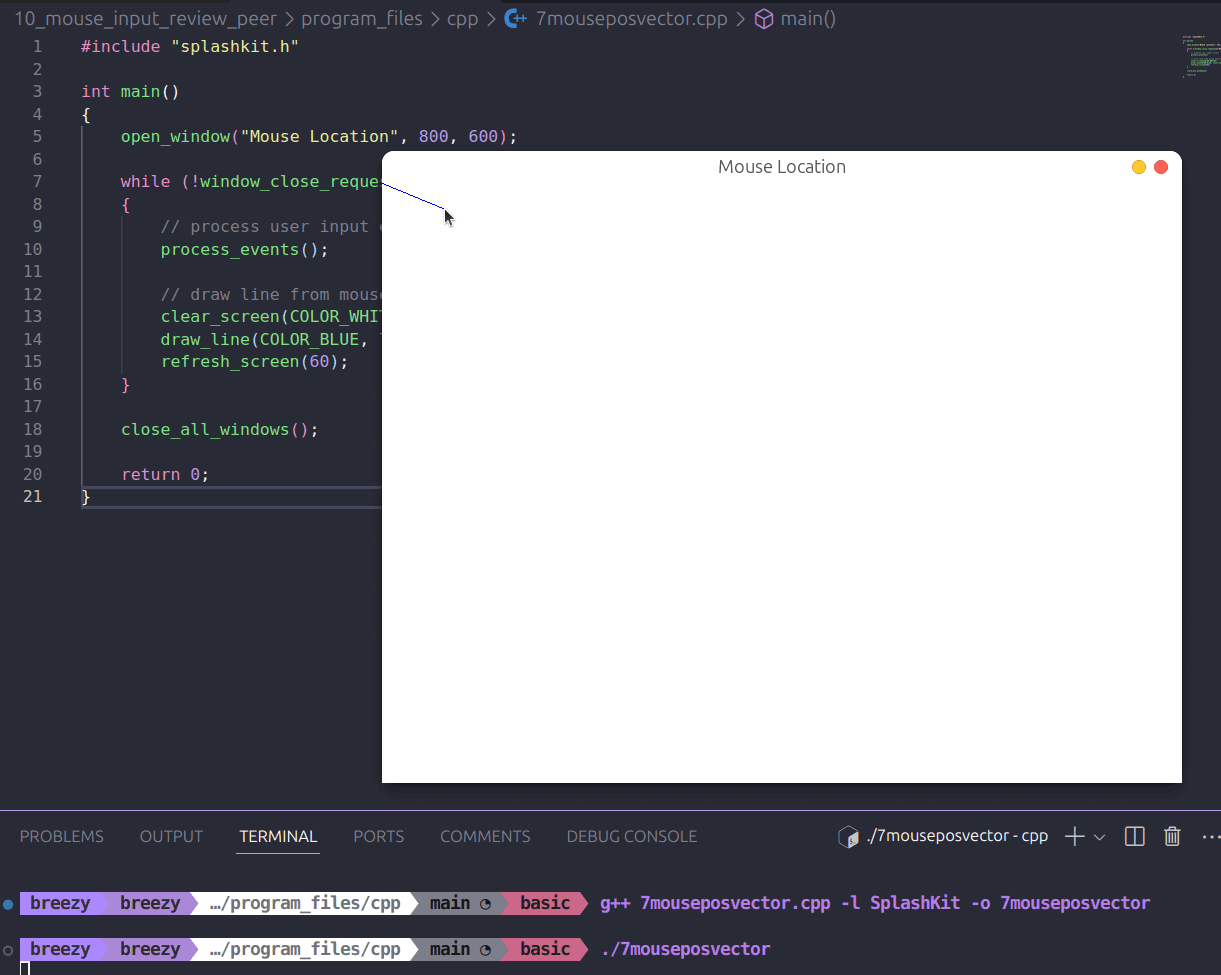 10_mouse_input_review_peer > program_files > cpp > 7mouseposvector.cpp > main()
1 #include "splashkit.h"
2
3 int main()
4 {
5 open_window("Mouse Location", 800, 600);
6
7 while (!window_close_reque
8 {
9 // process user input
10 process_events();
11
12 // draw line from mous
13 clear_screen(COLOR_WHI
14 draw_line(COLOR_BLUE,
15 refresh_screen(60);
16 }
17
18 close_all_windows();
19
20 return 0;
21 }
Mouse Location
PROBLEMS OUTPUT TERMINAL PORTS COMMENTS DEBUG CONSOLE ./7mouseposvector - cpp
breezy breezy …/program_files/cpp main basic g++ 7mouseposvector.cpp -l SplashKit -o 7mouseposvector
breezy breezy …/program_files/cpp main basic ./7mouseposvector